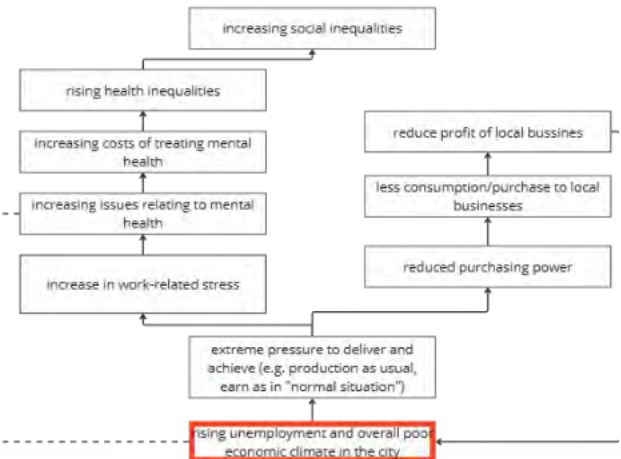 increasing social inequalities
rising health inequalities
increasing costs of treating mental
health
increasing issues relating to mental
health
increase in work-related stress
reduce profit of local bussines
less consumption/purchase to local
businesses
reduced purchasing power
extreme pressure to deliver and
achieve (e.g. production as usual,
earn as in "normal situation")
rising unemployment and overall poor
economic climate in the city